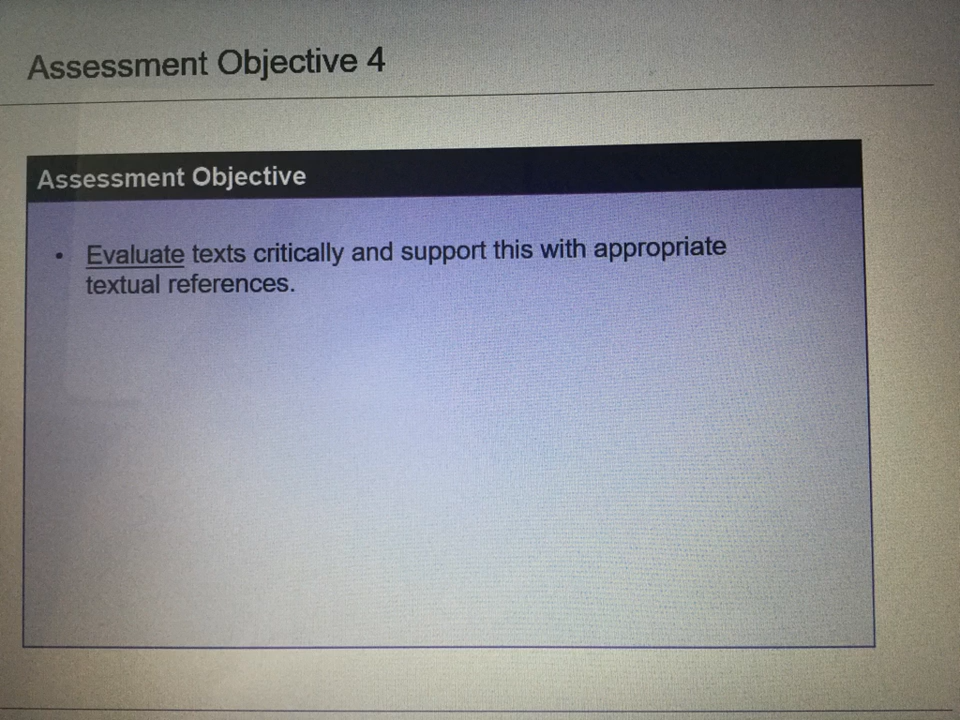 Assessment Objective 4
Assessment Objective
• Evaluate texts critically and support this with appropriate
textual references.